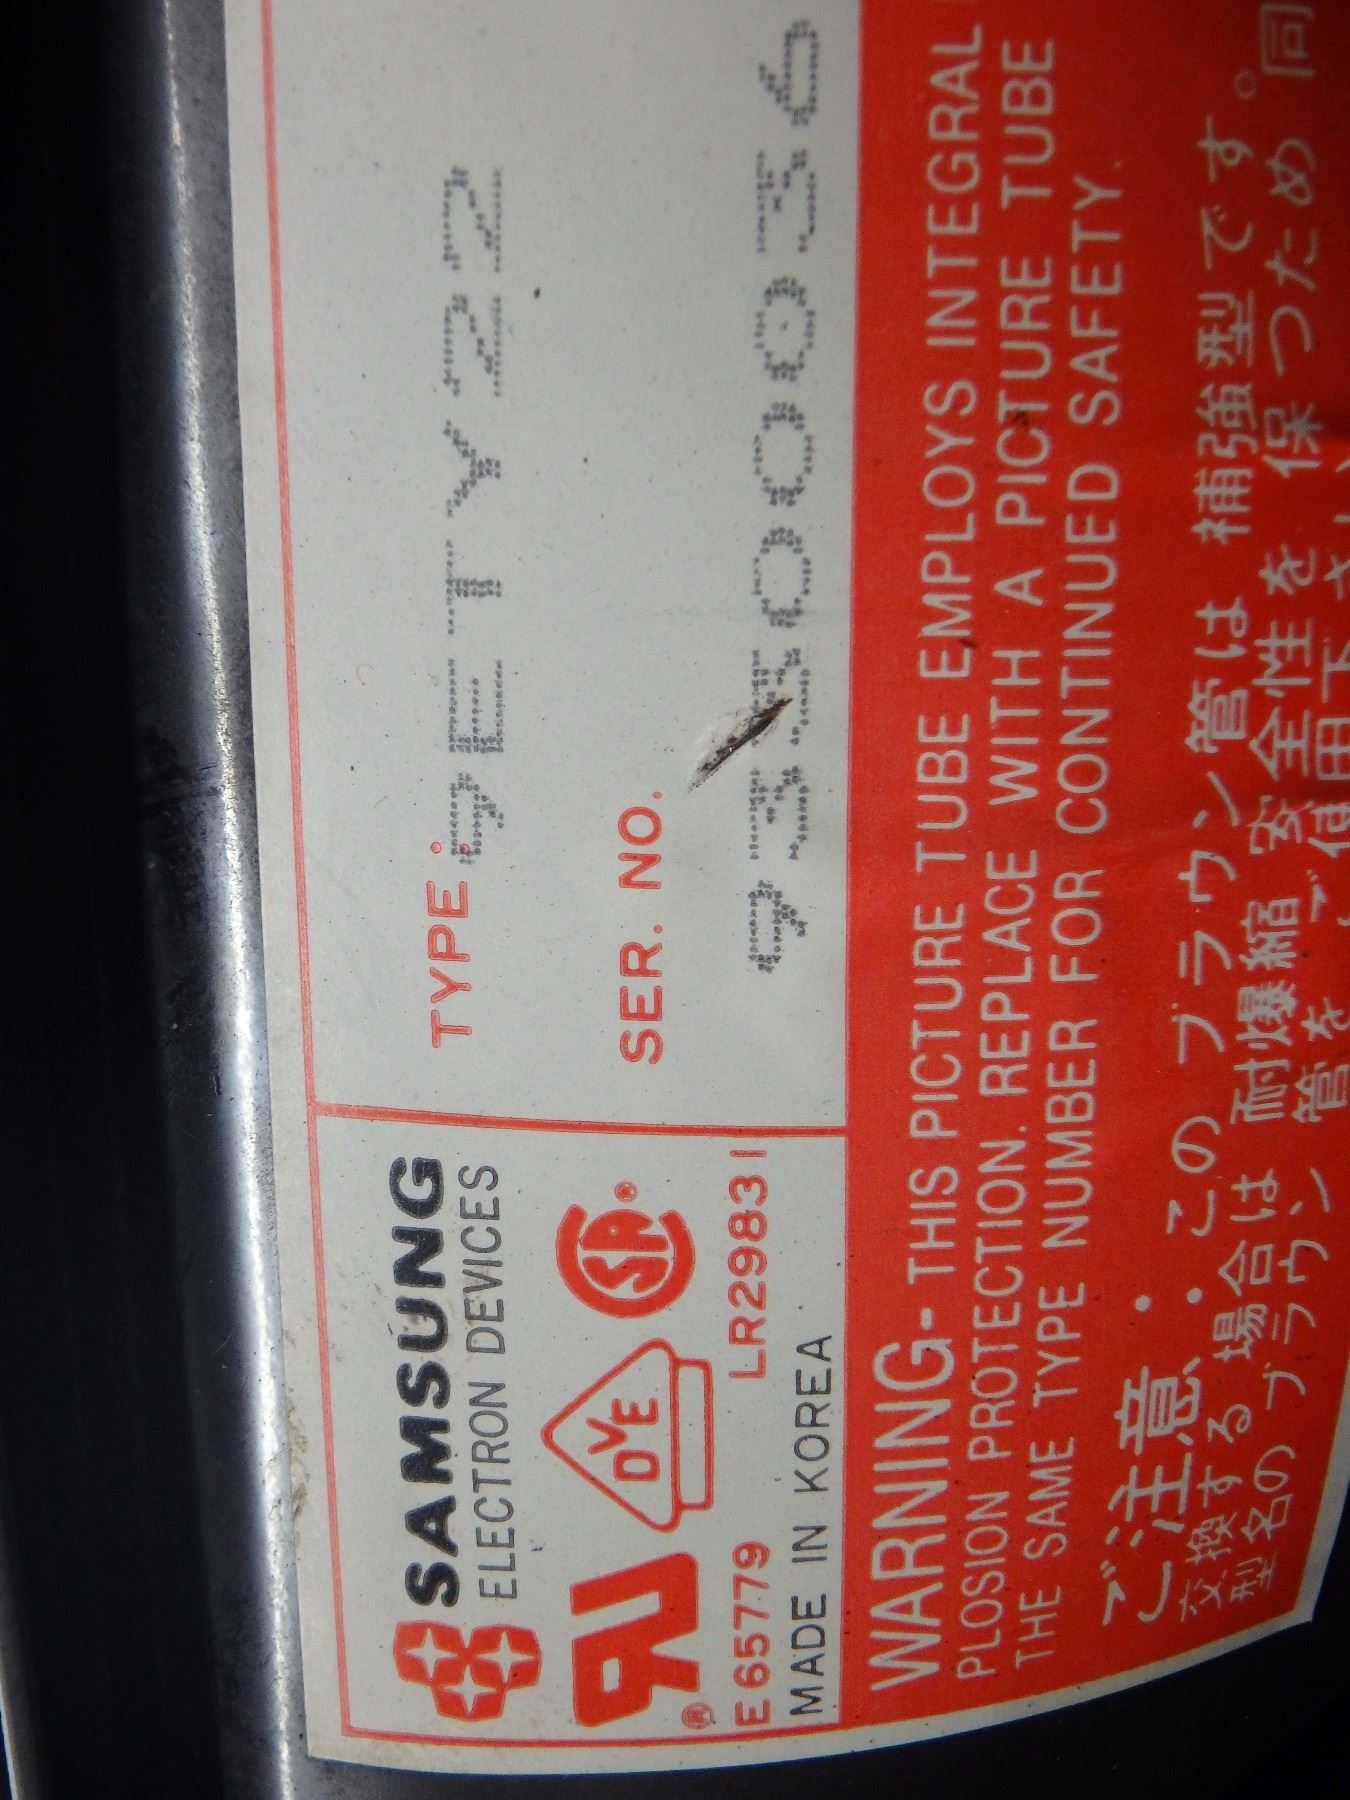 SAMSUNG
ELECTRON DEVICES
DVE
SA
E65779 LR29831
MADE IN KOREA
TYPE.
SER. NO.
WARNING- THIS PICTURE TUBE EMPLOYS INTEGRAL
PLOSION PROTECTION. REPLACE WITH A PICTURE TUBE
THE SAME TYPE NUMBER FOR CONTINUED SAFETY.
ご注意・このブラウン管は補強型です。
交換する場合は耐爆縮安全性を保つため同
型名のブラウン管を